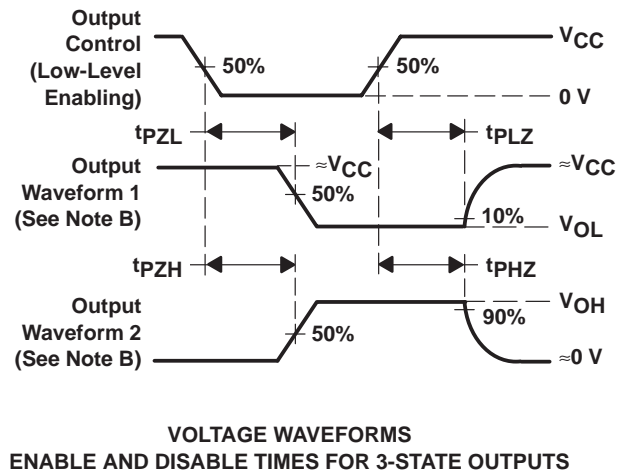 Output
Control
(Low-Level
Enabling)
50%
50%
VCC
0 V
tPZL
tPLZ
Output
Waveform 1
(See Note B)
≈VCC
50%
≈VCC
10%
VOL
tPZH
tPHZ
Output
Waveform 2
(See Note B)
50%
VOH
90%
≈0 V
VOLTAGE WAVEFORMS
ENABLE AND DISABLE TIMES FOR 3-STATE OUTPUTS